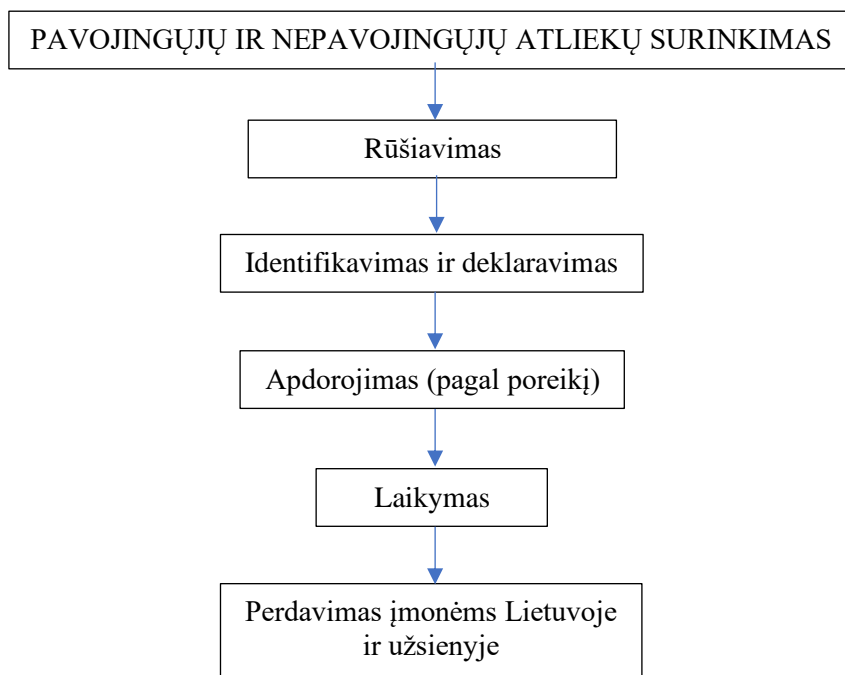 PAVOJINGŲJŲ IR NEPAVOJINGŲJŲ ATLIEKŲ SURINKIMAS
Rūšiavimas
Identifikavimas ir deklaravimas
Apdorojimas (pagal poreikį)
Laikymas
Perdavimas įmonėms Lietuvoje
ir užsienyje